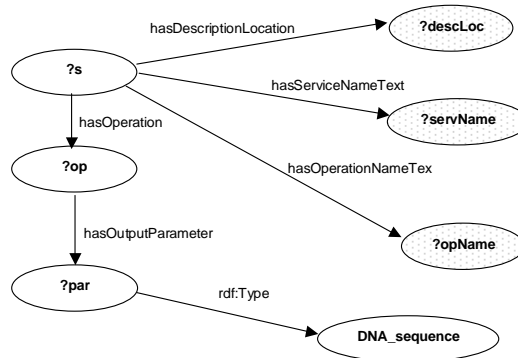 hasDescriptionLocation
?descLoc
?s
hasServiceNameText
hasOperation
?servName
?op
hasOperationNameTex
hasOutputParameter
?opName
?par
rdf:Type
DNA_sequence